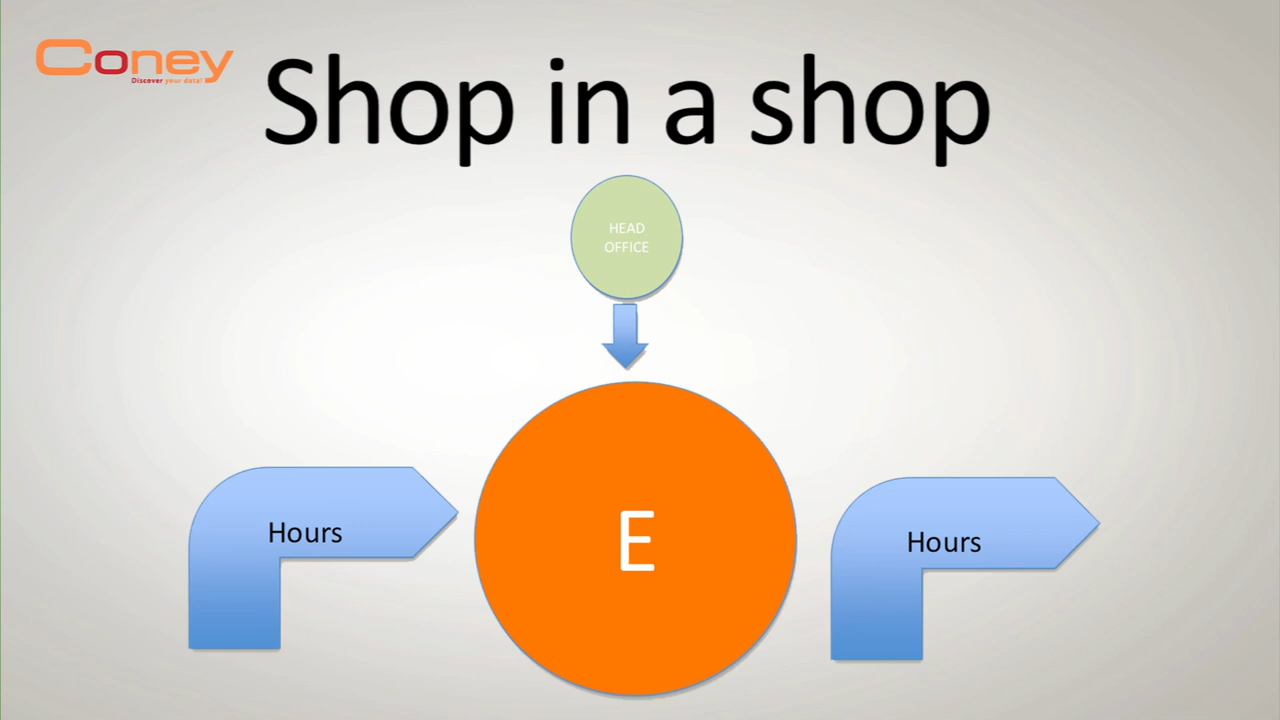 Coney
Discover your data!
Shop in a shop
HEAD
OFFICE
E
Hours
Hours